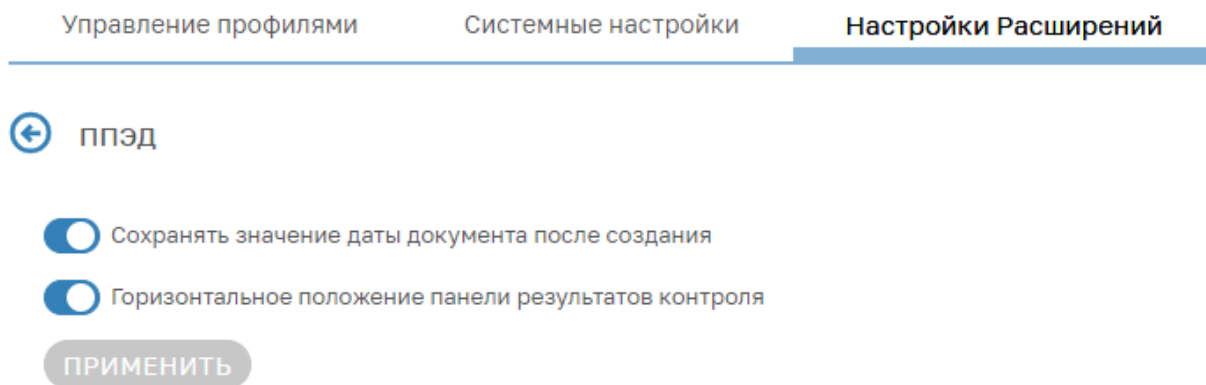 Управление профилями Системные настройки Настройки Расширений
ППЭД
Сохранять значение даты документа после создания
Горизонтальное положение панели результатов контроля
ПРИМЕНИТЬ